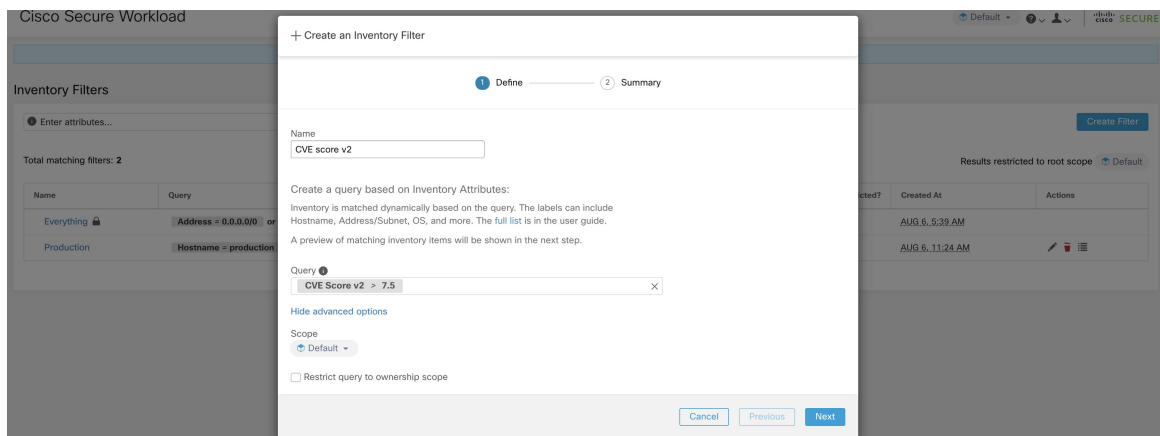 Cisco Secure Workload
Default
cisco SECURE
+ Create an Inventory Filter
1 Define 2 Summary
Inventory Filters
Enter attributes...
Create Filter
Name
CVE score v2
Total matching filters: 2
Results restricted to root scope Default
Create a query based on Inventory Attributes:
Inventory is matched dynamically based on the query. The labels can include
Hostname, Address/Subnet, OS, and more. The full list is in the user guide.
A preview of matching inventory items will be shown in the next step.
Name Query icted? Created At Actions
Everything Address = 0.0.0.0/0 or AUG 6, 5:39 AM
Production Hostname = production AUG 6, 11:24 AM
Query
CVE Score v2 > 7.5
Hide advanced options
Scope
Default
Restrict query to ownership scope
Cancel Previous Next